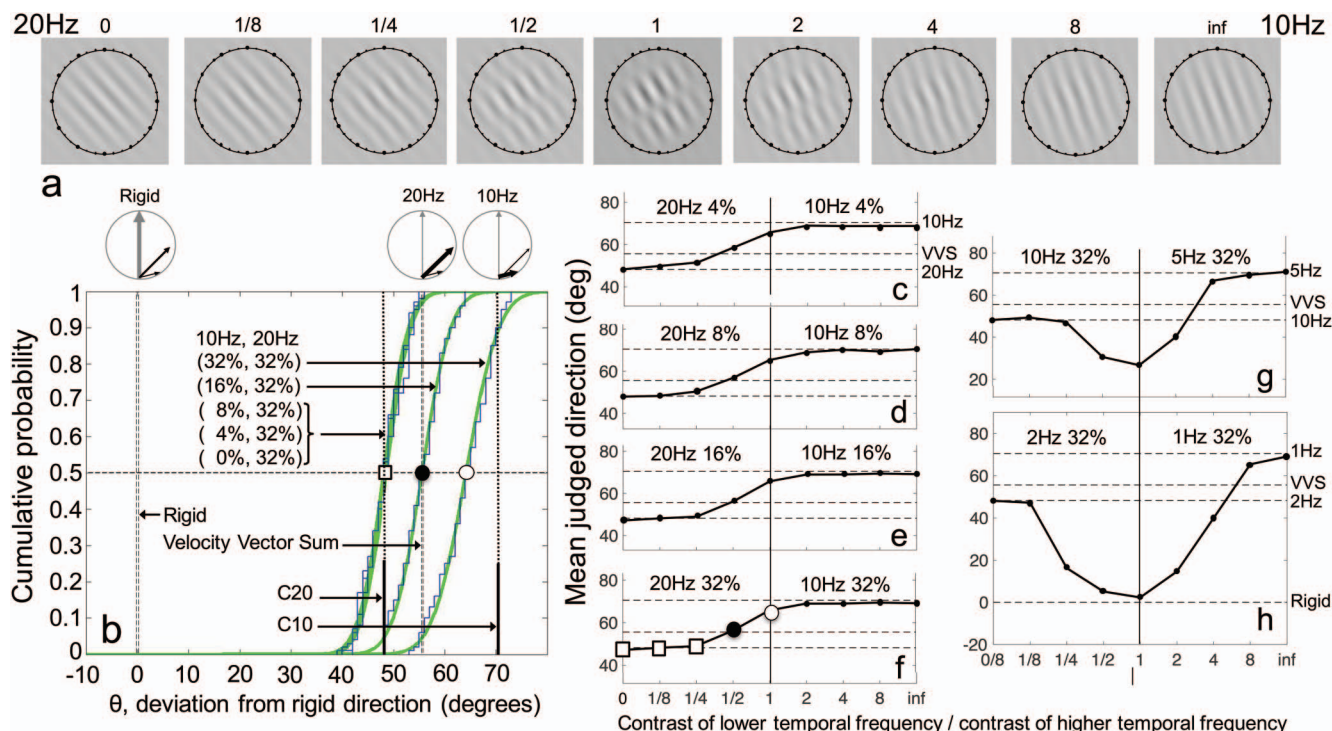 20Hz 0 1/8 1/4 1/2 1 2 4 8 inf 10Hz
a
Rigid 20Hz 10Hz
Cumulative probability
1
0.9
0.8
0.7
0.6
0.5
0.4
0.3
0.2
0.1
0
10Hz, 20Hz
(32%, 32%)
(16%, 32%)
( 8%, 32%)
( 4%, 32%)
( 0%, 32%)
Rigid
Velocity Vector Sum
C20
C10
b
-10 0 10 20 30 40 50 60 70
θ, deviation from rigid direction (degrees)
Mean judged direction (deg)
80
60
40
20Hz 4% 10Hz 4%
10Hz
VVS
20Hz
c
80
60
40
20Hz 8% 10Hz 8%
d
80
60
40
20Hz 16% 10Hz 16%
e
80
60
40
20Hz 32% 10Hz 32%
f
0 1/8 1/4 1/2 1 2 4 8 inf
80
60
40
20
10Hz 32% 5Hz 32%
5Hz
VVS
10Hz
g
80
60
40
20
0
-20
2Hz 32% 1Hz 32%
1Hz
VVS
2Hz
Rigid
h
0/8 1/8 1/4 1/2 1 2 4 8 inf
Contrast of lower temporal frequency / contrast of higher temporal frequency